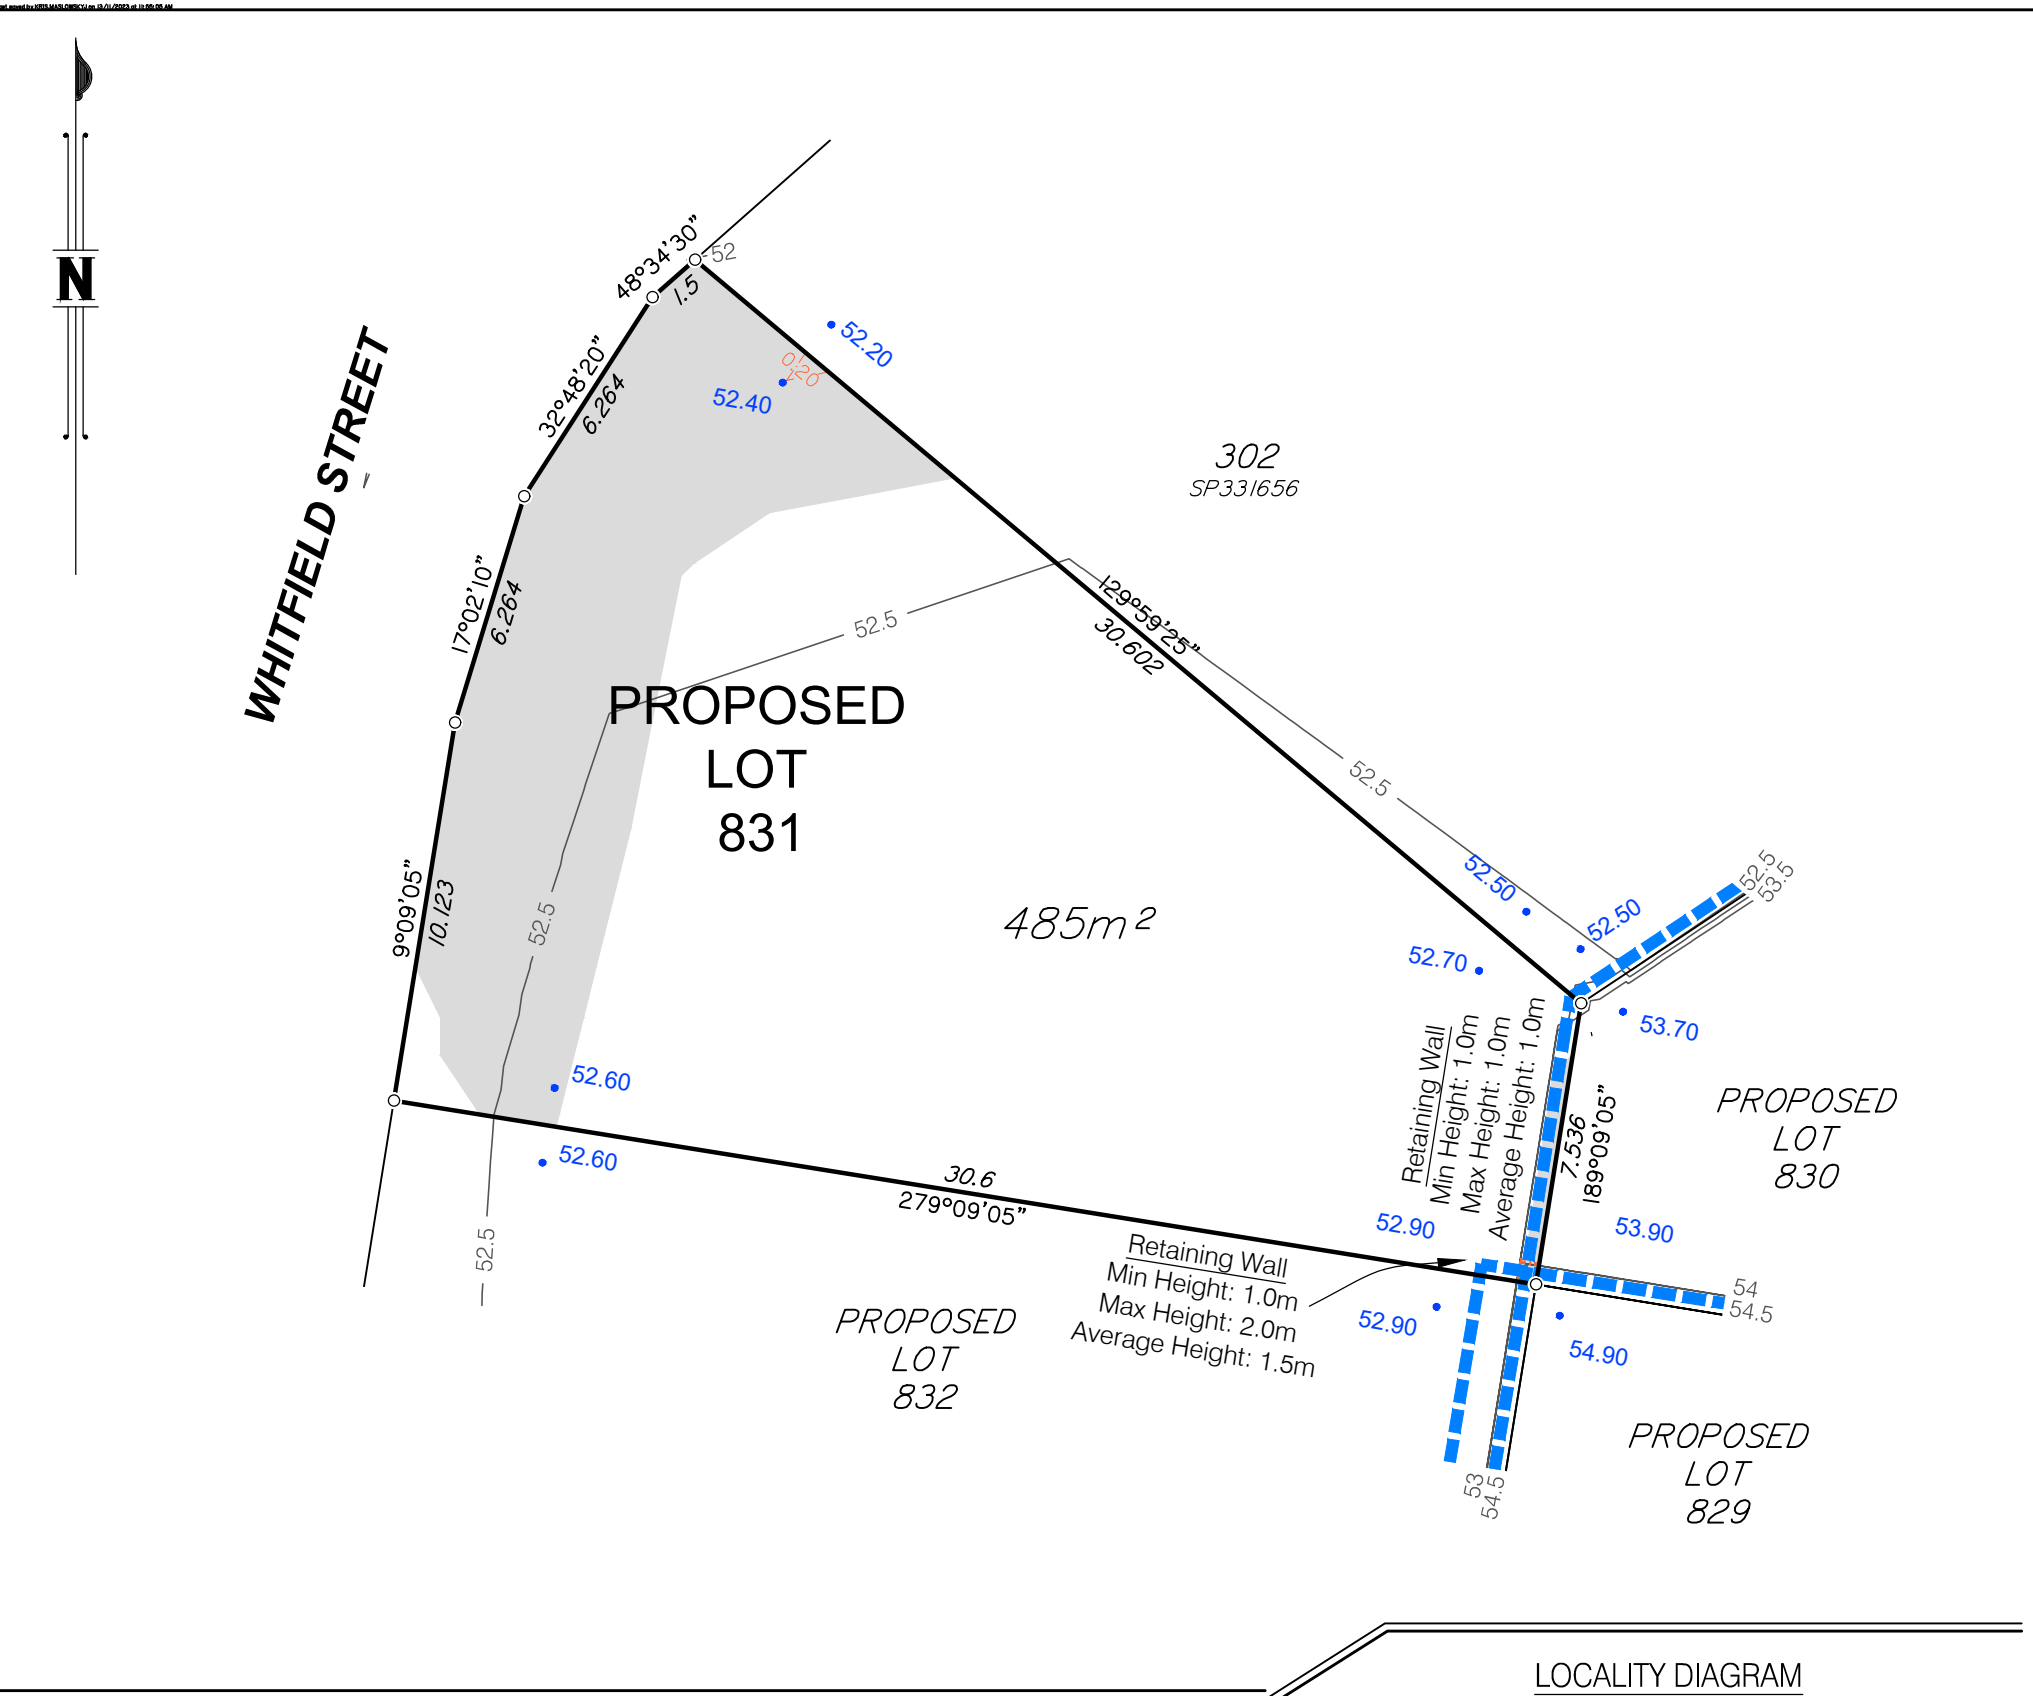 N
WHITFIELD STREET
48°34'30"
1.5
52
32°48'20"
6.264
52.20
0.20
52.40
302
SP331656
17°02'10"
6.264
52.5
129°59'25"
30.602
PROPOSED
LOT
831
52.5
9°09'05"
10.123
52.5
485m²
52.50
52.50
52.5
53.5
52.70
53.70
Retaining Wall
Min Height: 1.0m
Max Height: 1.0m
Average Height: 1.0m
7.536
189°09'05"
PROPOSED
LOT
830
52.60
52.60
30.6
279°09'05"
52.90
53.90
52.5
Retaining Wall
Min Height: 1.0m
Max Height: 2.0m
Average Height: 1.5m
52.90
54.90
54
54.5
PROPOSED
LOT
832
53
54.5
PROPOSED
LOT
829
LOCALITY DIAGRAM